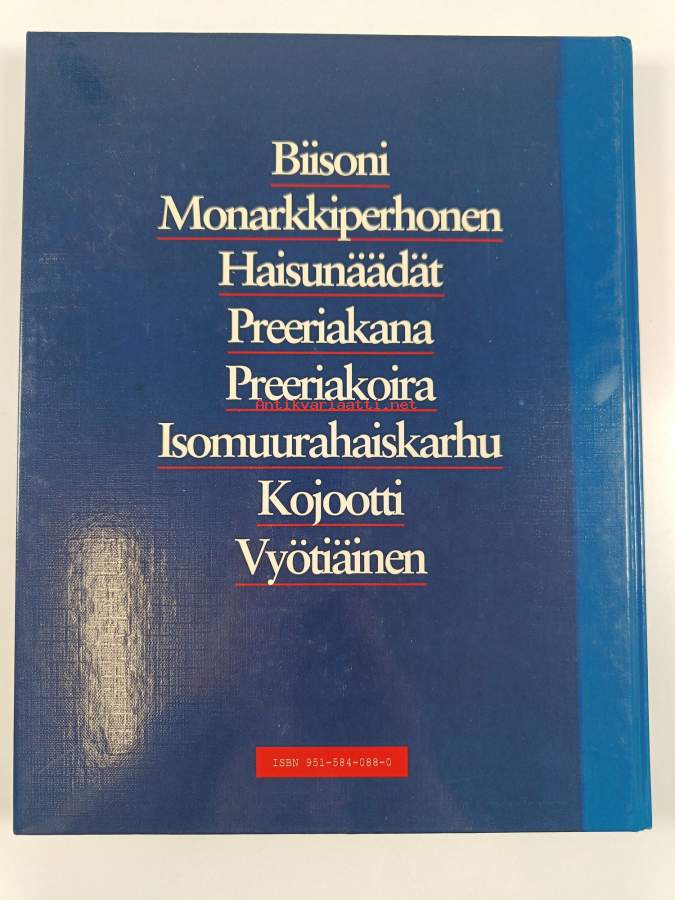 Biisoni
Monarkkiperhonen
Haisunäädät
Preeriakana
Preeriakoira
Antikvariaatti.net
Isomuurahaiskarhu
Kojootti
Vyötiäinen
ISBN 951-584-088-0